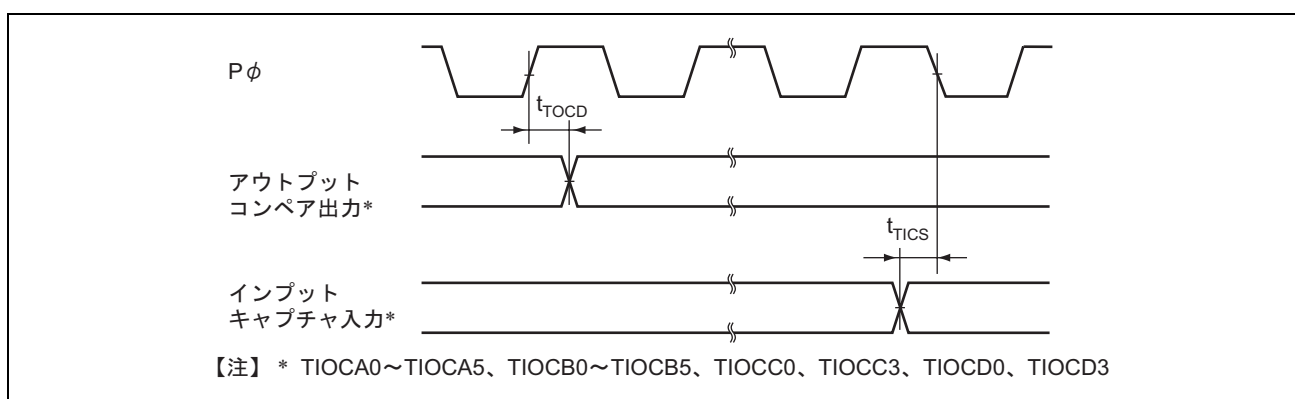 Pφ
tTOCD
アウトプット
コンペア出力*
tTICS
インプット
キャプチャ入力*
【注】 * TIOCA0～TIOCA5、TIOCB0～TIOCB5、TIOCC0、TIOCC3、TIOCD0、TIOCD3